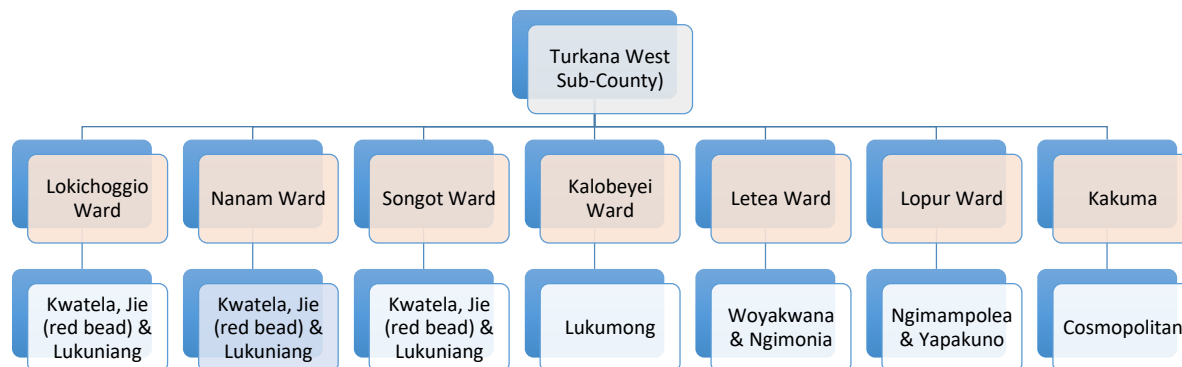 Turkana West
Sub-County)
Lokichoggio
Ward
Nanam Ward
Songot Ward
Kalobeyei
Ward
Letea Ward
Lopur Ward
Kakuma
Kwatela, Jie
(red bead) &
Lukuniang
Kwatela, Jie
(red bead) &
Lukuniang
Kwatela, Jie
(red bead) &
Lukuniang
Lukumong
Woyakwana
& Ngimonia
Ngimampolea
& Yapakuno
Cosmopolitan